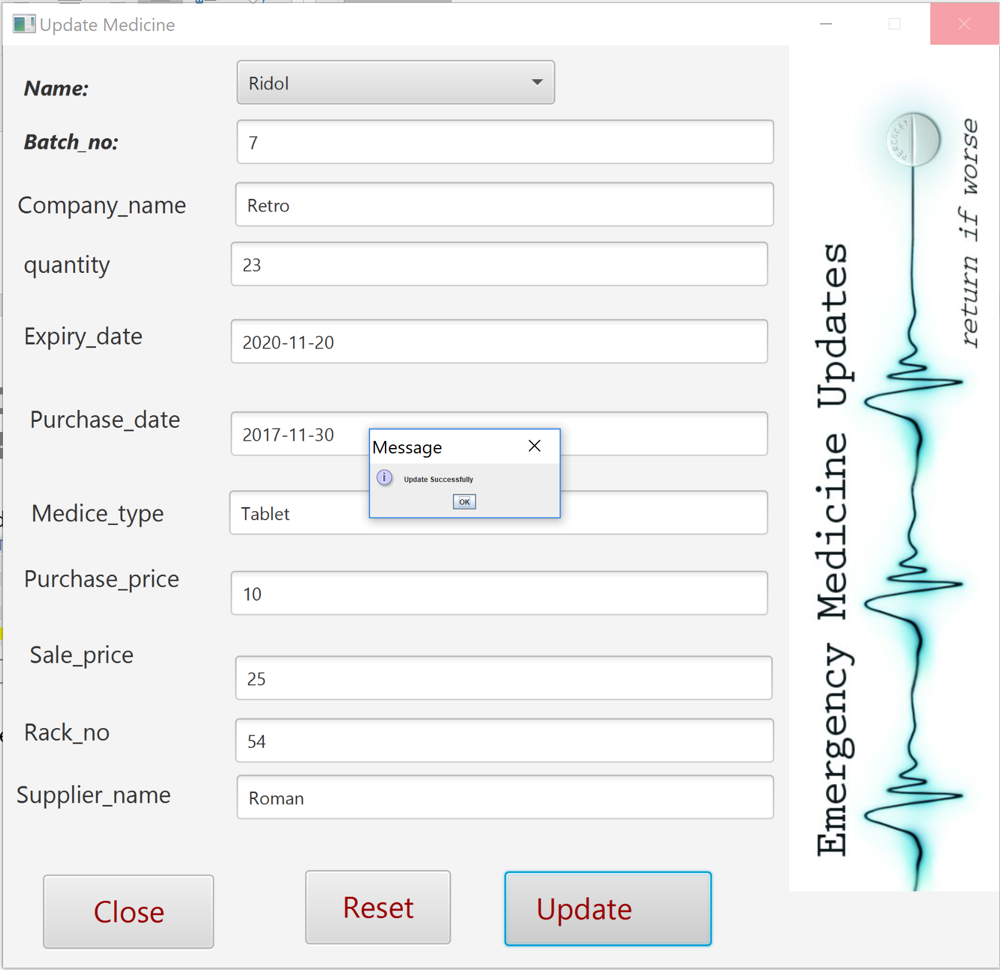 Update Medicine
Name:
Ridol
Batch_no:
7
Company_name
Retro
quantity
23
Expiry_date
2020-11-20
Purchase_date
2017-11-30
Message
Update Successfully
OK
Medice_type
Tablet
Purchase_price
10
Sale_price
25
Rack_no
54
Supplier_name
Roman
Close
Reset
Update
Emergency Medicine Updates
return if worse
PERCOCET